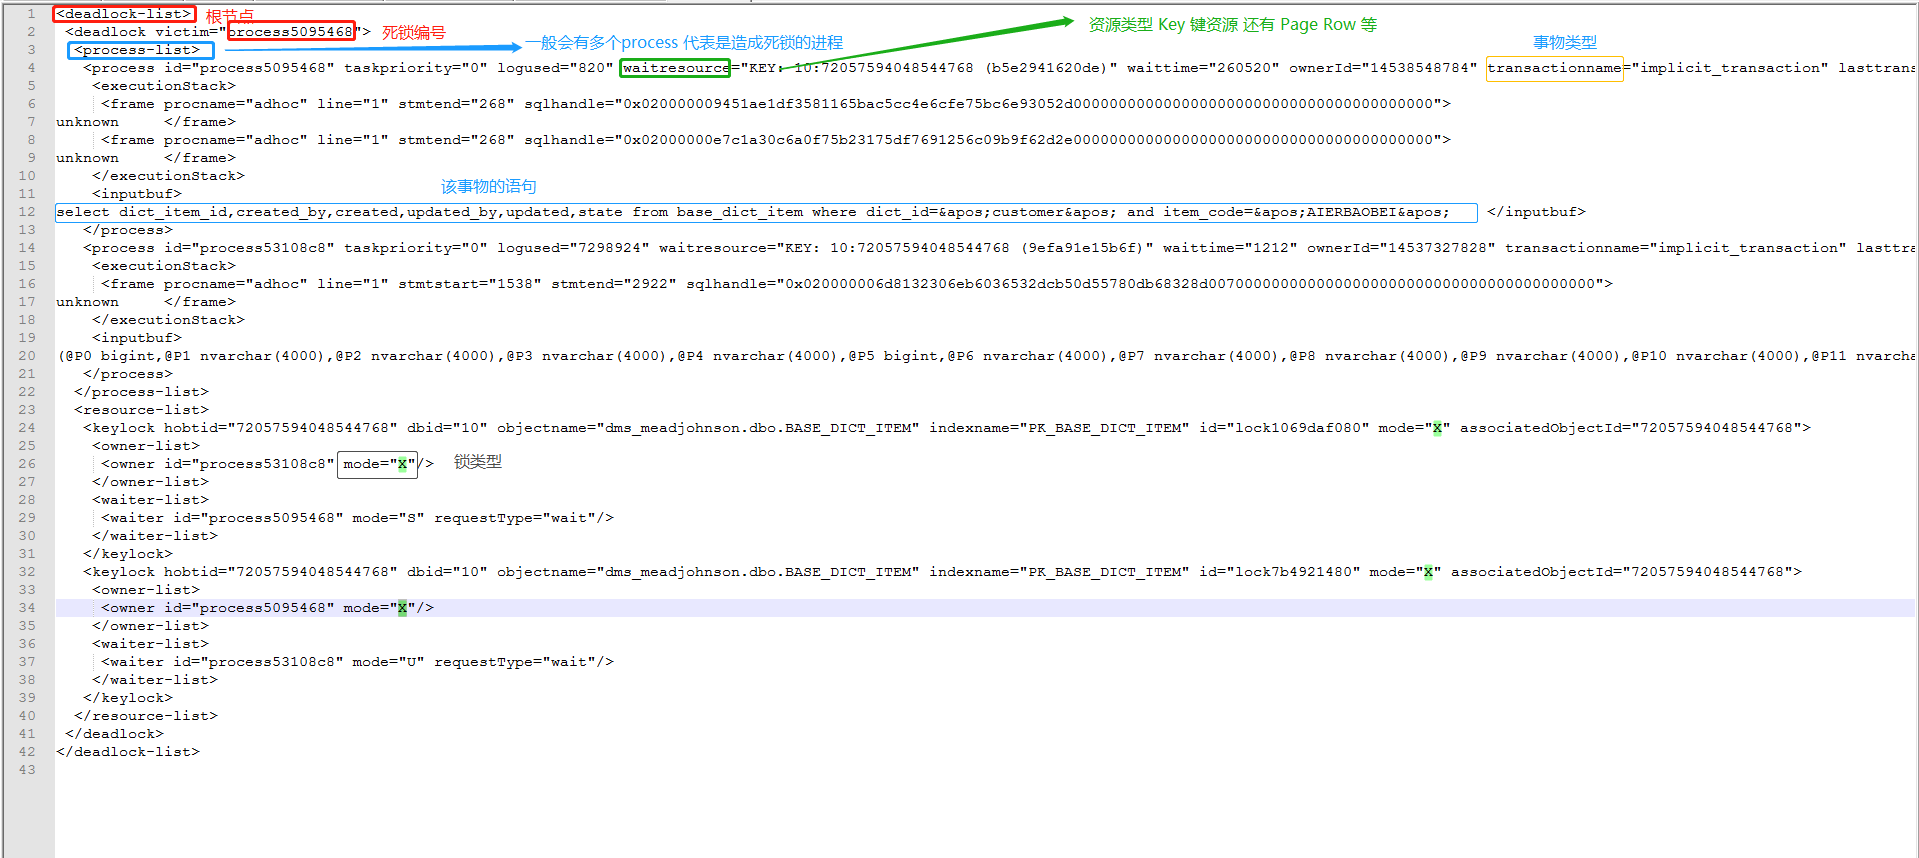 1 <deadlock-list> 根节点
2 <deadlock victim="process5095468"> 死锁编号
3 <process-list> 一般会有多个process 代表是造成死锁的进程
资源类型 Key 键资源 还有 Page Row 等
事物类型
4 <process id="process5095468" taskpriority="0" logused="820" waitresource="KEY: 10:72057594048544768 (b5e2941620de)" waittime="260520" ownerId="14538548784" transactionname="implicit_transaction" lasttrans
5 <executionStack>
6 <frame procname="adhoc" line="1" stmtend="268" sqlhandle="0x020000009451ae1df3581165bac5cc4e6cfe75bc6e93052d0000000000000000000000000000000000000000">
7 unknown </frame>
8 <frame procname="adhoc" line="1" stmtend="268" sqlhandle="0x02000000e7c1a30c6a0f75b23175df7691256c09b9f62d2e0000000000000000000000000000000000000000">
9 unknown </frame>
10 </executionStack>
11 <inputbuf>
该事物的语句
12 select dict_item_id,created_by,created,updated_by,updated,state from base_dict_item where dict_id=&apos;customer&apos; and item_code=&apos;AIERBAOBEI&apos; </inputbuf>
13 </process>
14 <process id="process53108c8" taskpriority="0" logused="7298924" waitresource="KEY: 10:72057594048544768 (9efa91e15b6f)" waittime="1212" ownerId="14537327828" transactionname="implicit_transaction" lasttra
15 <executionStack>
16 <frame procname="adhoc" line="1" stmtstart="1538" stmtend="2922" sqlhandle="0x020000006d8132306eb6036532dcb50d55780db68328d0070000000000000000000000000000000000000000">
17 unknown </frame>
18 </executionStack>
19 <inputbuf>
20 (@P0 bigint,@P1 nvarchar(4000),@P2 nvarchar(4000),@P3 nvarchar(4000),@P4 nvarchar(4000),@P5 bigint,@P6 nvarchar(4000),@P7 nvarchar(4000),@P8 nvarchar(4000),@P9 nvarchar(4000),@P10 nvarchar(4000),@P11 nvarcha
21 </process>
22 </process-list>
23 <resource-list>
24 <keylock hobtid="72057594048544768" dbid="10" objectname="dms_meadjohnson.dbo.BASE_DICT_ITEM" indexname="PK_BASE_DICT_ITEM" id="lock1069daf080" mode="X" associatedObjectId="72057594048544768">
25 <owner-list>
26 <owner id="process53108c8" mode="X"/> 锁类型
27 </owner-list>
28 <waiter-list>
29 <waiter id="process5095468" mode="S" requestType="wait"/>
30 </waiter-list>
31 </keylock>
32 <keylock hobtid="72057594048544768" dbid="10" objectname="dms_meadjohnson.dbo.BASE_DICT_ITEM" indexname="PK_BASE_DICT_ITEM" id="lock7b4921480" mode="X" associatedObjectId="72057594048544768">
33 <owner-list>
34 <owner id="process5095468" mode="X"/>
35 </owner-list>
36 <waiter-list>
37 <waiter id="process53108c8" mode="U" requestType="wait"/>
38 </waiter-list>
39 </keylock>
40 </resource-list>
41 </deadlock>
42 </deadlock-list>
43